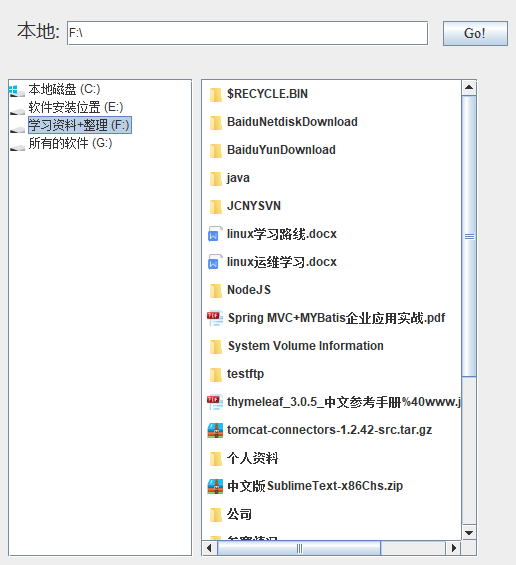 本地: F:\ Go!
本地磁盘 (C:)
软件安装位置 (E:)
学习资料+整理 (F:)
所有的软件 (G:)
$RECYCLE.BIN
BaiduNetdiskDownload
BaiduYunDownload
java
JCNYSVN
linux学习路线.docx
linux运维学习.docx
NodeJS
Spring MVC+MYBatis企业应用实战.pdf
System Volume Information
testftp
thymeleaf_3.0.5_中文参考手册%40www.j
tomcat-connectors-1.2.42-src.tar.gz
个人资料
中文版SublimeText-x86Chs.zip
公司